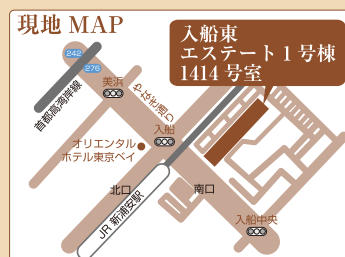 現地 MAP
入船東
エステート1号棟
1414 号室
242
276
美浜
首都高湾岸線
やなぎ通り
入船
オリエンタル
ホテル東京ベイ
北口
南口
JR 新浦安駅
入船中央